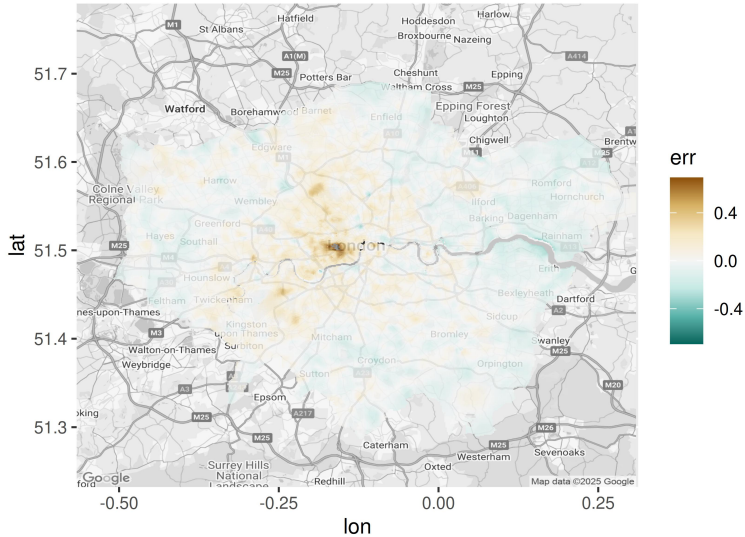 Hatfield
Hoddesdon
Harlow
M1
St Albans
Broxbourne
Nazeing
A1(M)
A414
M25
Potters Bar
Cheshunt
Epping
M25
Waltham Cross
51.7
Watford
Borehamwood
Barnet
Enfield
Epping Forest
Loughton
Chigwell
Edgware
51.6
Colne Valley
Regional Park
Harrow
Wembley
Romford
Hornchurch
Ilford
Barking
Dagenham
Greenford
Hayes
Southall
Rainham
M25
London
51.5
M4
Hounslow
Feltham
Twickenham
Bexleyheath
Dartford
A2
nes-upon-Thames
Kingston
upon Thames
Sidcup
M3
Surbiton
Mitcham
Bromley
Swanley
51.4
Walton-on-Thames
M25
Weybridge
Croydon
Orpington
Sutton
A3
M20
Epsom
A217
oking
M25
51.3
M25
Caterham
M25
M26
Westerham
Sevenoaks
Surrey Hills
National
Landscape
Oxted
Redhill
ford
Google
Map data ©2025 Google
-0.50
-0.25
0.00
0.25
lon
lat
err
0.4
0.0
-0.4